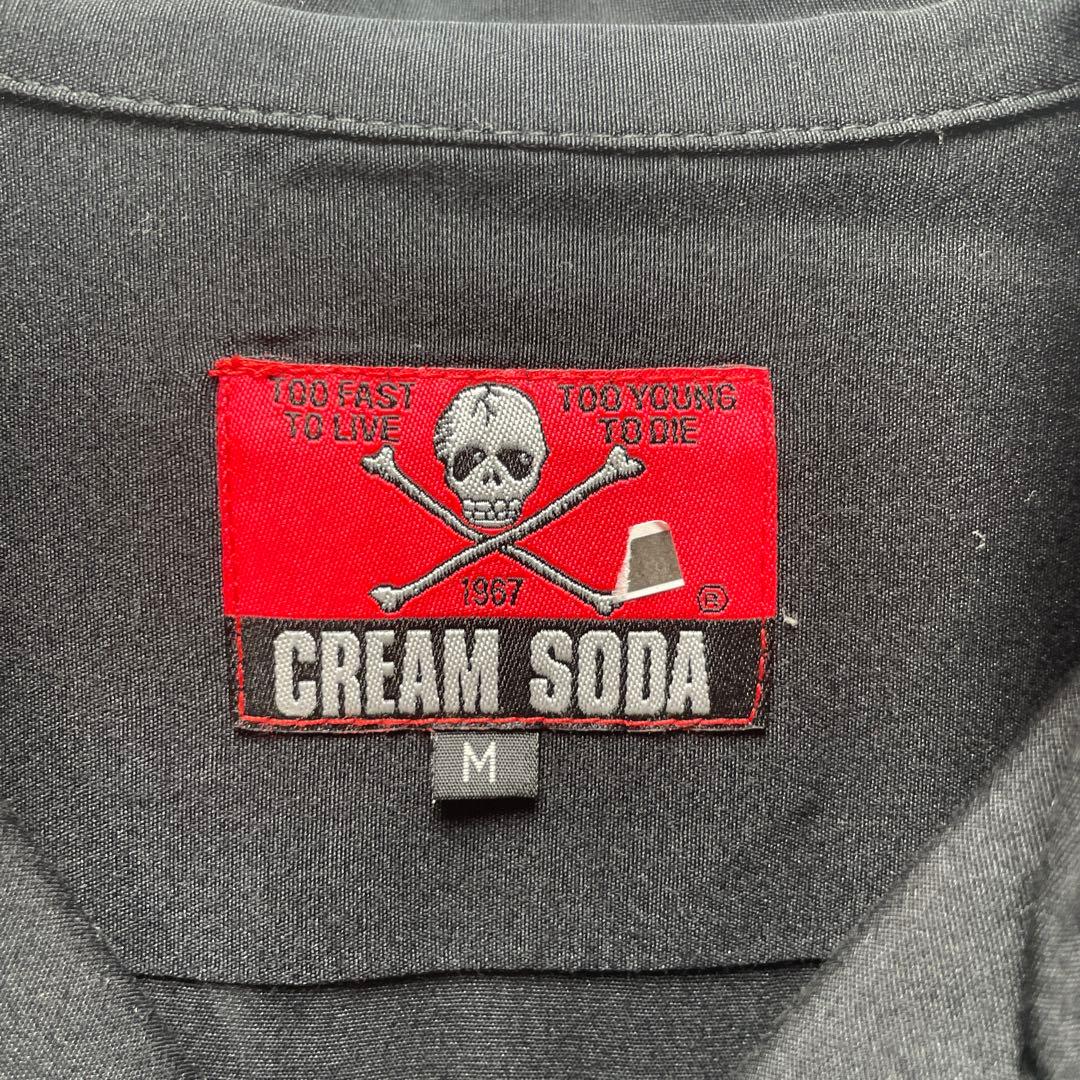 TOO FAST
TO LIVE
TOO YOUNG
TO DIE
1967
®
CREAM SODA
M